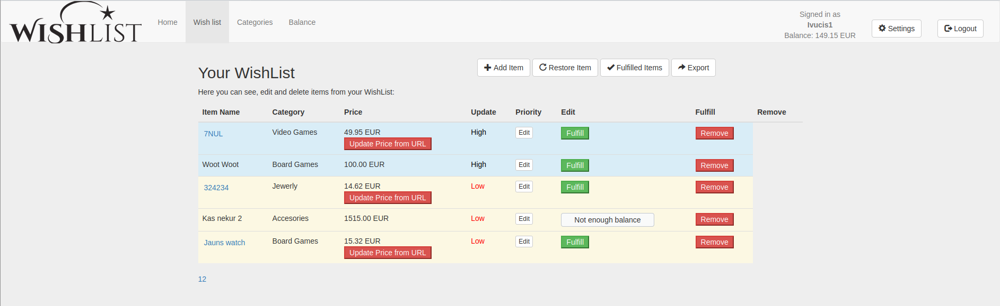 WISHLIST
Home Wish list Categories Balance
Signed in as
Ivucis1
Balance: 149.15 EUR
Settings Logout
Your WishList
Add Item Restore Item Fulfilled Items Export
Here you can see, edit and delete items from your WishList:
Item Name Category Price Update Priority Edit Fulfill Remove
7NUL Video Games 49.95 EUR High Edit Fulfill Remove
Update Price from URL
Woot Woot Board Games 100.00 EUR High Edit Fulfill Remove
324234 Jewerly 14.62 EUR Low Edit Fulfill Remove
Update Price from URL
Kas nekur 2 Accesories 1515.00 EUR Low Edit Not enough balance Remove
Jauns watch Board Games 15.32 EUR Low Edit Fulfill Remove
Update Price from URL
12